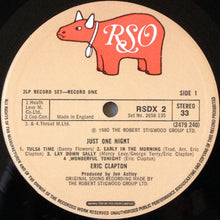 RSO
2LP RECORD SET—RECORD ONE
SIDE 1
1. Heath. Levy M. Co. Ltd.
2. Cop. Con.
3. & 4. Throat M. Ltd.
Made in England
RSDX 2
Set No. 2658 135
STEREO
33
(2479 240)
℗ 1980 THE ROBERT STIGWOOD GROUP LTD.
JUST ONE NIGHT
1. TULSA TIME (Danny Flowers) 2. EARLY IN THE MORNING (Trad. Arr. Eric Clapton)
3. LAY DOWN SALLY (Marcy Levy/George Terry/Eric Clapton)
4. WONDERFUL TONIGHT (Eric Clapton)
ERIC CLAPTON
Produced by Jon Astley
ORIGINAL SOUND RECORDING MADE BY
THE ROBERT STIGWOOD GROUP LTD.